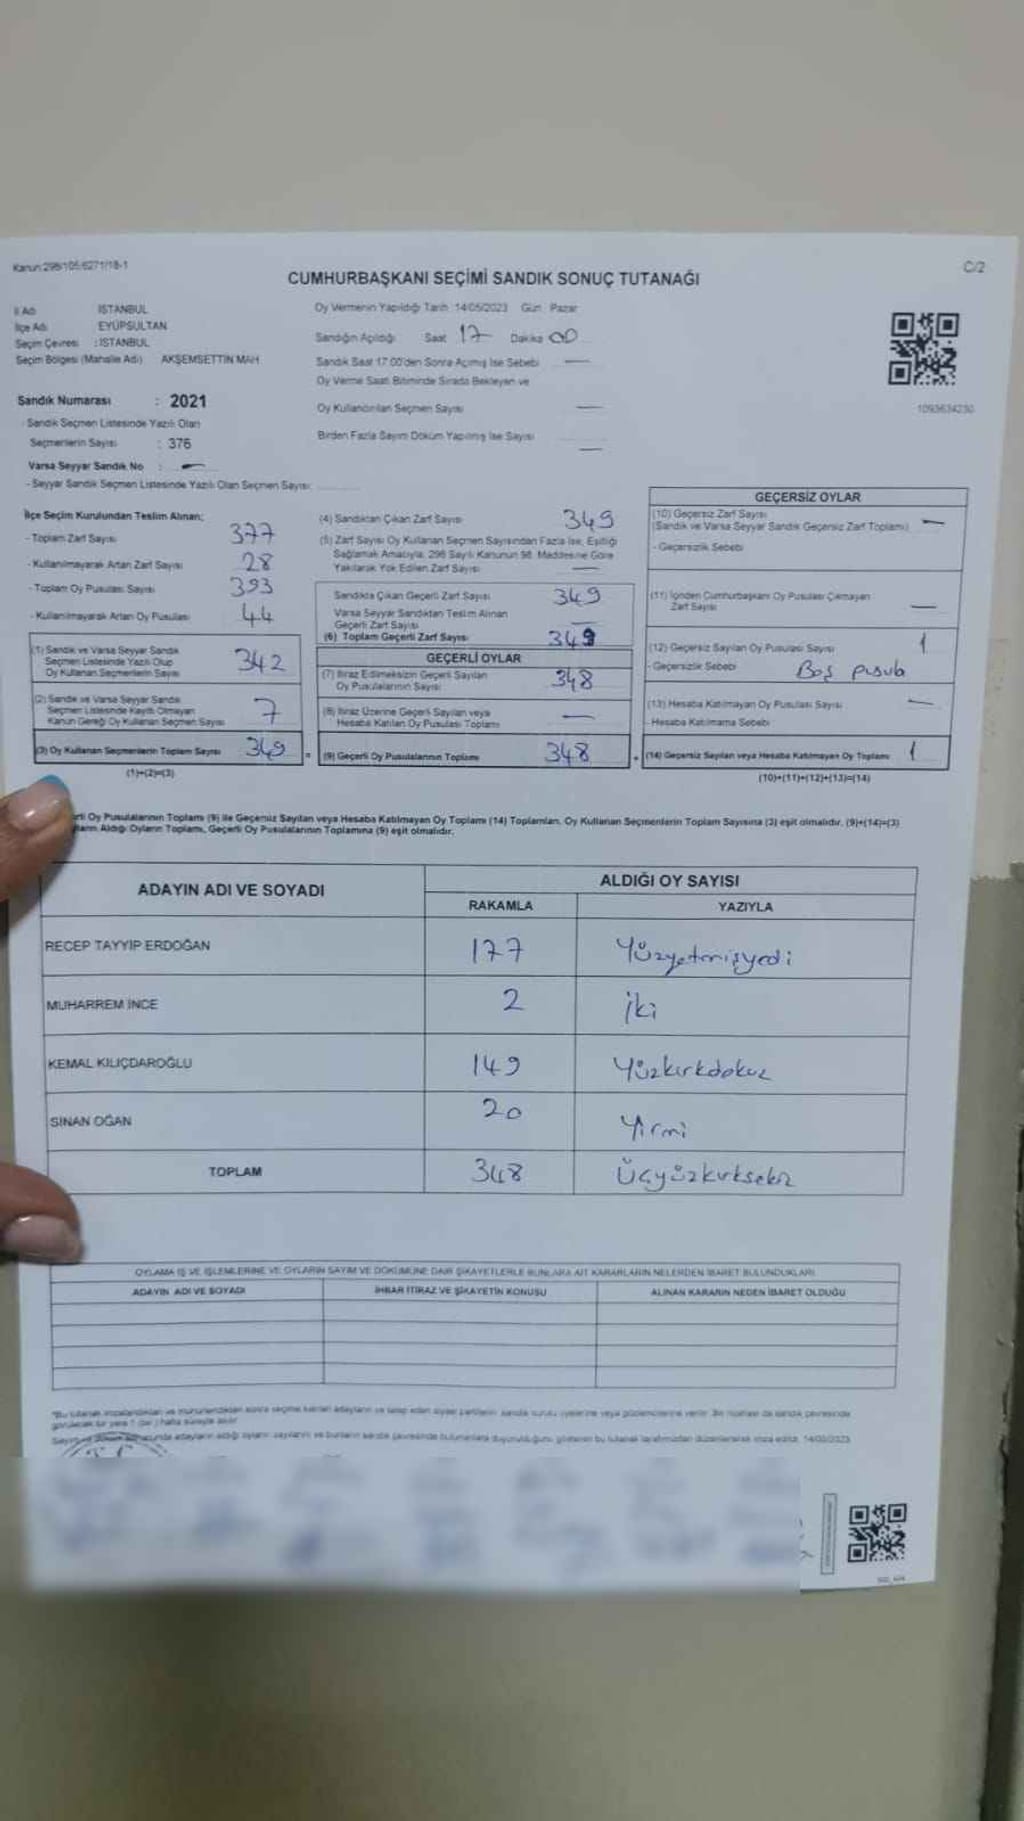 Kanun:298/105.6271/18-1
C/2
CUMHURBAŞKANI SEÇİMİ SANDIK SONUÇ TUTANAĞI
İl Adı : İSTANBUL
İlçe Adı : EYÜPSULTAN
Seçim Çevresi : İSTANBUL
Seçim Bölgesi (Mahalle Adı) AKŞEMSETTİN MAH.
Sandık Numarası : 2021
- Sandık Seçmen Listesinde Yazılı Olan
Seçmenlerin Sayısı : 376
Varsa Seyyar Sandık No : —
- Seyyar Sandık Seçmen Listesinde Yazılı Olan Seçmen Sayısı:
Oy Vermenin Yapıldığı Tarih: 14/05/2023 Gün: Pazar
Sandığın Açıldığı Saat 17 Dakika 00
Sandık Saat 17.00'den Sonra Açılmış İse Sebebi —
Oy Verme Saati Bitiminde Sırada Bekleyen ve
Oy Kullandırılan Seçmen Sayısı —
Birden Fazla Sayım Döküm Yapılmış İse Sayısı —
1093634230
İlçe Seçim Kurulundan Teslim Alınan;
- Toplam Zarf Sayısı 377
- Kullanılmayarak Artan Zarf Sayısı 28
- Toplam Oy Pusulası Sayısı 393
- Kullanılmayarak Artan Oy Pusulası 44
(1) Sandık ve Varsa Seyyar Sandık
Seçmen Listesinde Yazılı Olup
Oy Kullanan Seçmenlerin Sayısı 342
(2) Sandık ve Varsa Seyyar Sandık
Seçmen Listesinde Kayıtlı Olmayan
Kanun Gereği Oy Kullanan Seçmen Sayısı 7
(3) Oy Kullanan Seçmenlerin Toplam Sayısı 349 =
(1)+(2)=(3)
(4) Sandıktan Çıkan Zarf Sayısı 349
(5) Zarf Sayısı Oy Kullanan Seçmen Sayısından Fazla İse, Eşitliği
Sağlamak Amacıyla, 298 Sayılı Kanunun 98. Maddesine Göre
Yakılarak Yok Edilen Zarf Sayısı —
Sandıkta Çıkan Geçerli Zarf Sayısı 349
Varsa Seyyar Sandıktan Teslim Alınan
Geçerli Zarf Sayısı —
(6) Toplam Geçerli Zarf Sayısı 349
GEÇERLİ OYLAR
(7) İtiraz Edilmeksizin Geçerli Sayılan
Oy Pusulalarının Sayısı 348
(8) İtiraz Üzerine Geçerli Sayılan veya
Hesaba Katılan Oy Pusulası Toplamı —
(9) Geçerli Oy Pusulalarının Toplamı 348 +
GEÇERSİZ OYLAR
(10) Geçersiz Zarf Sayısı
(Sandık ve Varsa Seyyar Sandık Geçersiz Zarf Toplamı) —
- Geçersizlik Sebebi
(11) İçinden Cumhurbaşkanı Oy Pusulası Çıkmayan
Zarf Sayısı —
(12) Geçersiz Sayılan Oy Pusulası Sayısı 1
- Geçersizlik Sebebi Boş pusula
(13) Hesaba Katılmayan Oy Pusulası Sayısı —
- Hesaba Katılmama Sebebi
(14) Geçersiz Sayılan veya Hesaba Katılmayan Oy Toplamı 1
(10)+(11)+(12)+(13)=(14)
Oy Pusulalarının Toplamı (9) ile Geçersiz Sayılan veya Hesaba Katılmayan Oy Toplamı (14) Toplamları, Oy Kullanan Seçmenlerin Toplam Sayısına (3) eşit olmalıdır. (9)+(14)=(3)
Aldığı Oyların Toplamı, Geçerli Oy Pusulalarının Toplamına (9) eşit olmalıdır.
ADAYIN ADI VE SOYADI
ALDIĞI OY SAYISI
RAKAMLA YAZIYLA
RECEP TAYYİP ERDOĞAN 177 Yüzyetmişyedi
MUHARREM İNCE 2 İki
KEMAL KILIÇDAROĞLU 149 Yüzkırkdokuz
SİNAN OĞAN 20 Yirmi
TOPLAM 348 Üçyüzkırksekiz
OYLAMA İŞ VE İŞLEMLERİNE VE OYLARIN SAYIM VE DÖKÜMÜNE DAİR ŞİKAYETLERLE BUNLARA AİT KARARLARIN NELERDEN İBARET BULUNDUKLARI
ADAYIN ADI VE SOYADI İHBAR İTİRAZ VE ŞİKAYETİN KONUSU ALINAN KARARIN NEDEN İBARET OLDUĞU